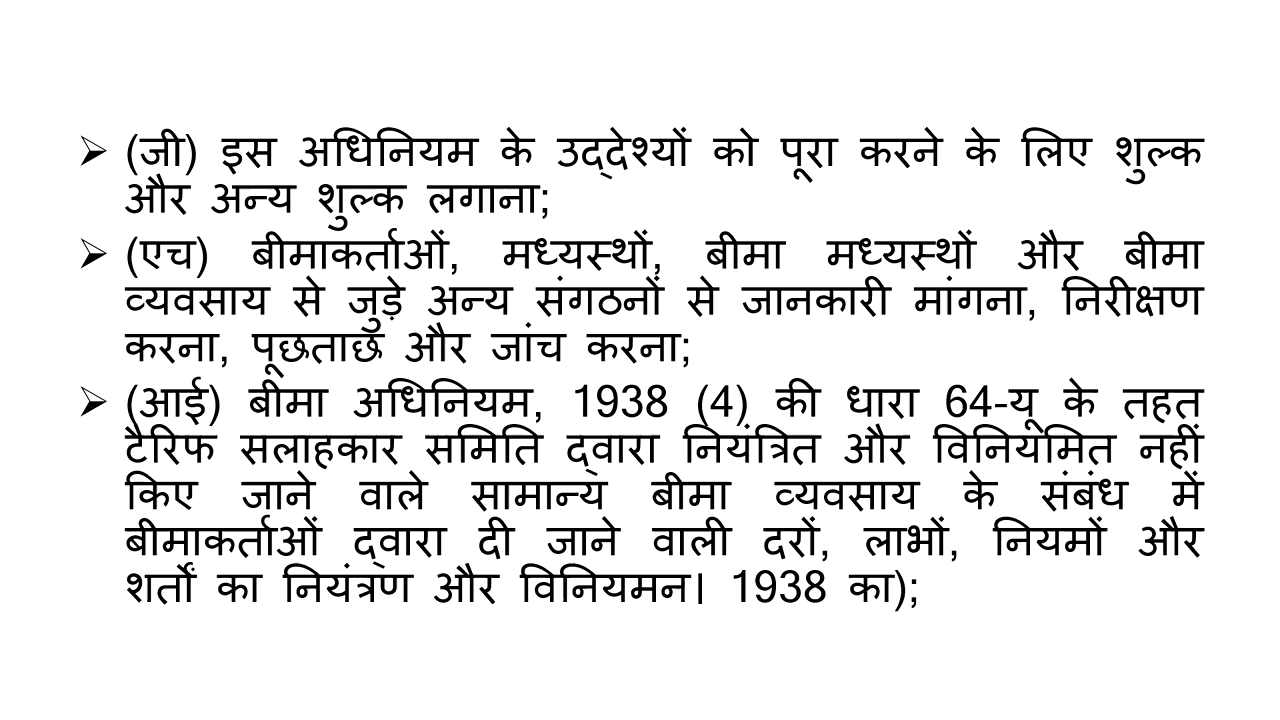 ➢ (जी) इस अधिनियम के उद्देश्यों को पूरा करने के लिए शुल्क
और अन्य शुल्क लगाना;
➢ (एच) बीमाकर्ताओं, मध्यस्थों, बीमा मध्यस्थों और बीमा
व्यवसाय से जुड़े अन्य संगठनों से जानकारी मांगना, निरीक्षण
करना, पूछताछ और जांच करना;
➢ (आई) बीमा अधिनियम, 1938 (4) की धारा 64-यू के तहत
टैरिफ सलाहकार समिति द्वारा नियंत्रित और विनियमित नहीं
किए जाने वाले सामान्य बीमा व्यवसाय के संबंध में
बीमाकर्ताओं द्वारा दी जाने वाली दरों, लाभों, नियमों और
शर्तों का नियंत्रण और विनियमन। 1938 का);